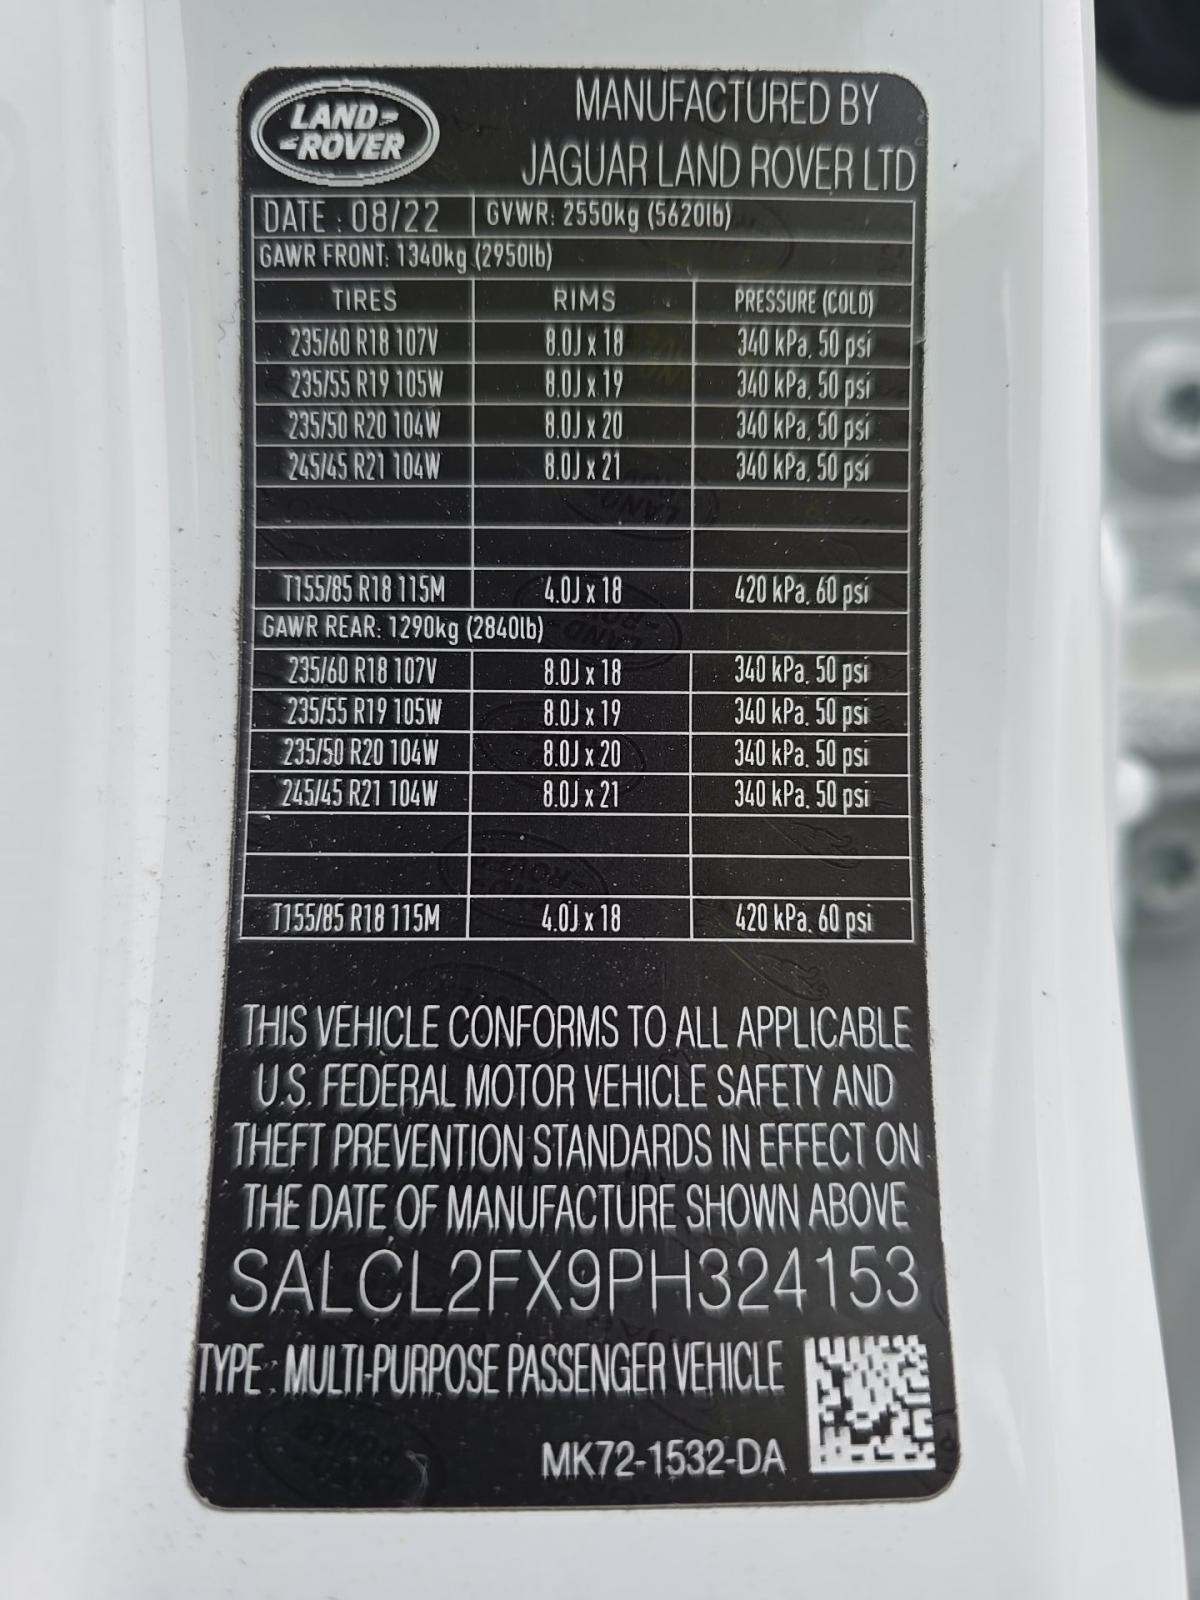 LAND-
-ROVER
MANUFACTURED BY
JAGUAR LAND ROVER LTD
DATE : 08/22 GVWR: 2550kg (5620lb)
GAWR FRONT: 1340kg (2950lb)
TIRES RIMS PRESSURE (COLD)
235/60 R18 107V 8.0J x 18 340 kPa, 50 psi
235/55 R19 105W 8.0J x 19 340 kPa, 50 psi
235/50 R20 104W 8.0J x 20 340 kPa, 50 psi
245/45 R21 104W 8.0J x 21 340 kPa, 50 psi
T155/85 R18 115M 4.0J x 18 420 kPa, 60 psi
GAWR REAR: 1290kg (2840lb)
235/60 R18 107V 8.0J x 18 340 kPa, 50 psi
235/55 R19 105W 8.0J x 19 340 kPa, 50 psi
235/50 R20 104W 8.0J x 20 340 kPa, 50 psi
245/45 R21 104W 8.0J x 21 340 kPa, 50 psi
T155/85 R18 115M 4.0J x 18 420 kPa, 60 psi
THIS VEHICLE CONFORMS TO ALL APPLICABLE
U.S. FEDERAL MOTOR VEHICLE SAFETY AND
THEFT PREVENTION STANDARDS IN EFFECT ON
THE DATE OF MANUFACTURE SHOWN ABOVE
SALCL2FX9PH324153
TYPE : MULTI-PURPOSE PASSENGER VEHICLE
MK72-1532-DA